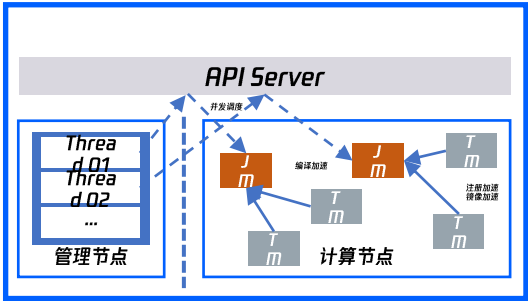 API Server
并发调度
Threa
d 01
Threa
d 02
...
管理节点
J
m
编译加速
J
m
T
m
注册加速
镜像加速
T
m
T
m
T
m
计算节点